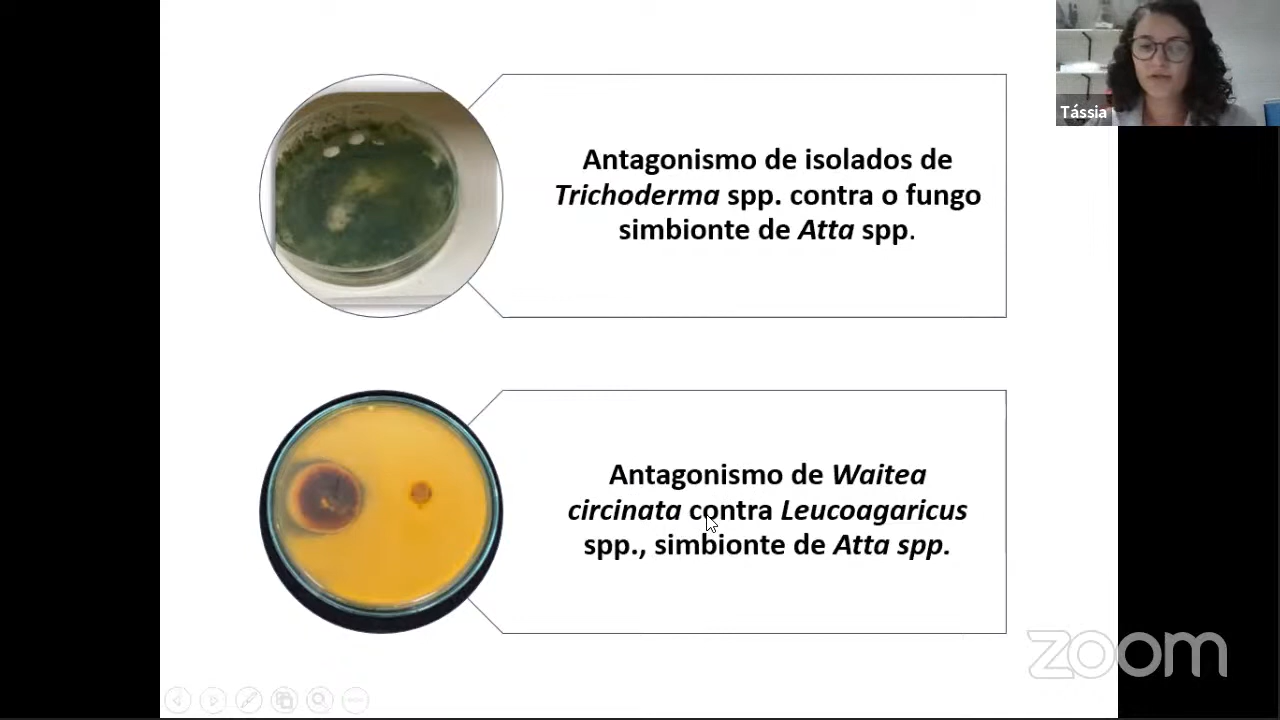 Tássia
Antagonismo de isolados de
Trichoderma spp. contra o fungo
simbionte de Atta spp.
Antagonismo de Waitea
circinata contra Leucoagaricus
spp., simbionte de Atta spp.
zoom